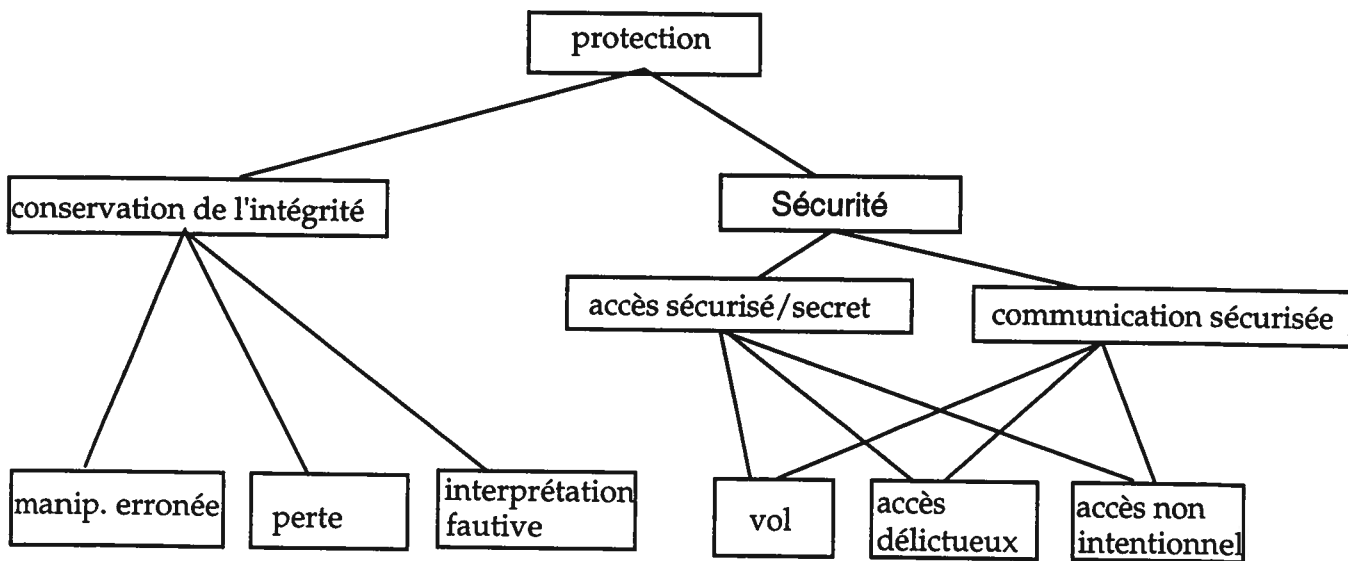 protection
conservation de l'intégrité
Sécurité
accès sécurisé/secret
communication sécurisée
manip. erronée
perte
interprétation
fautive
vol
accès
délictueux
accès non
intentionnel